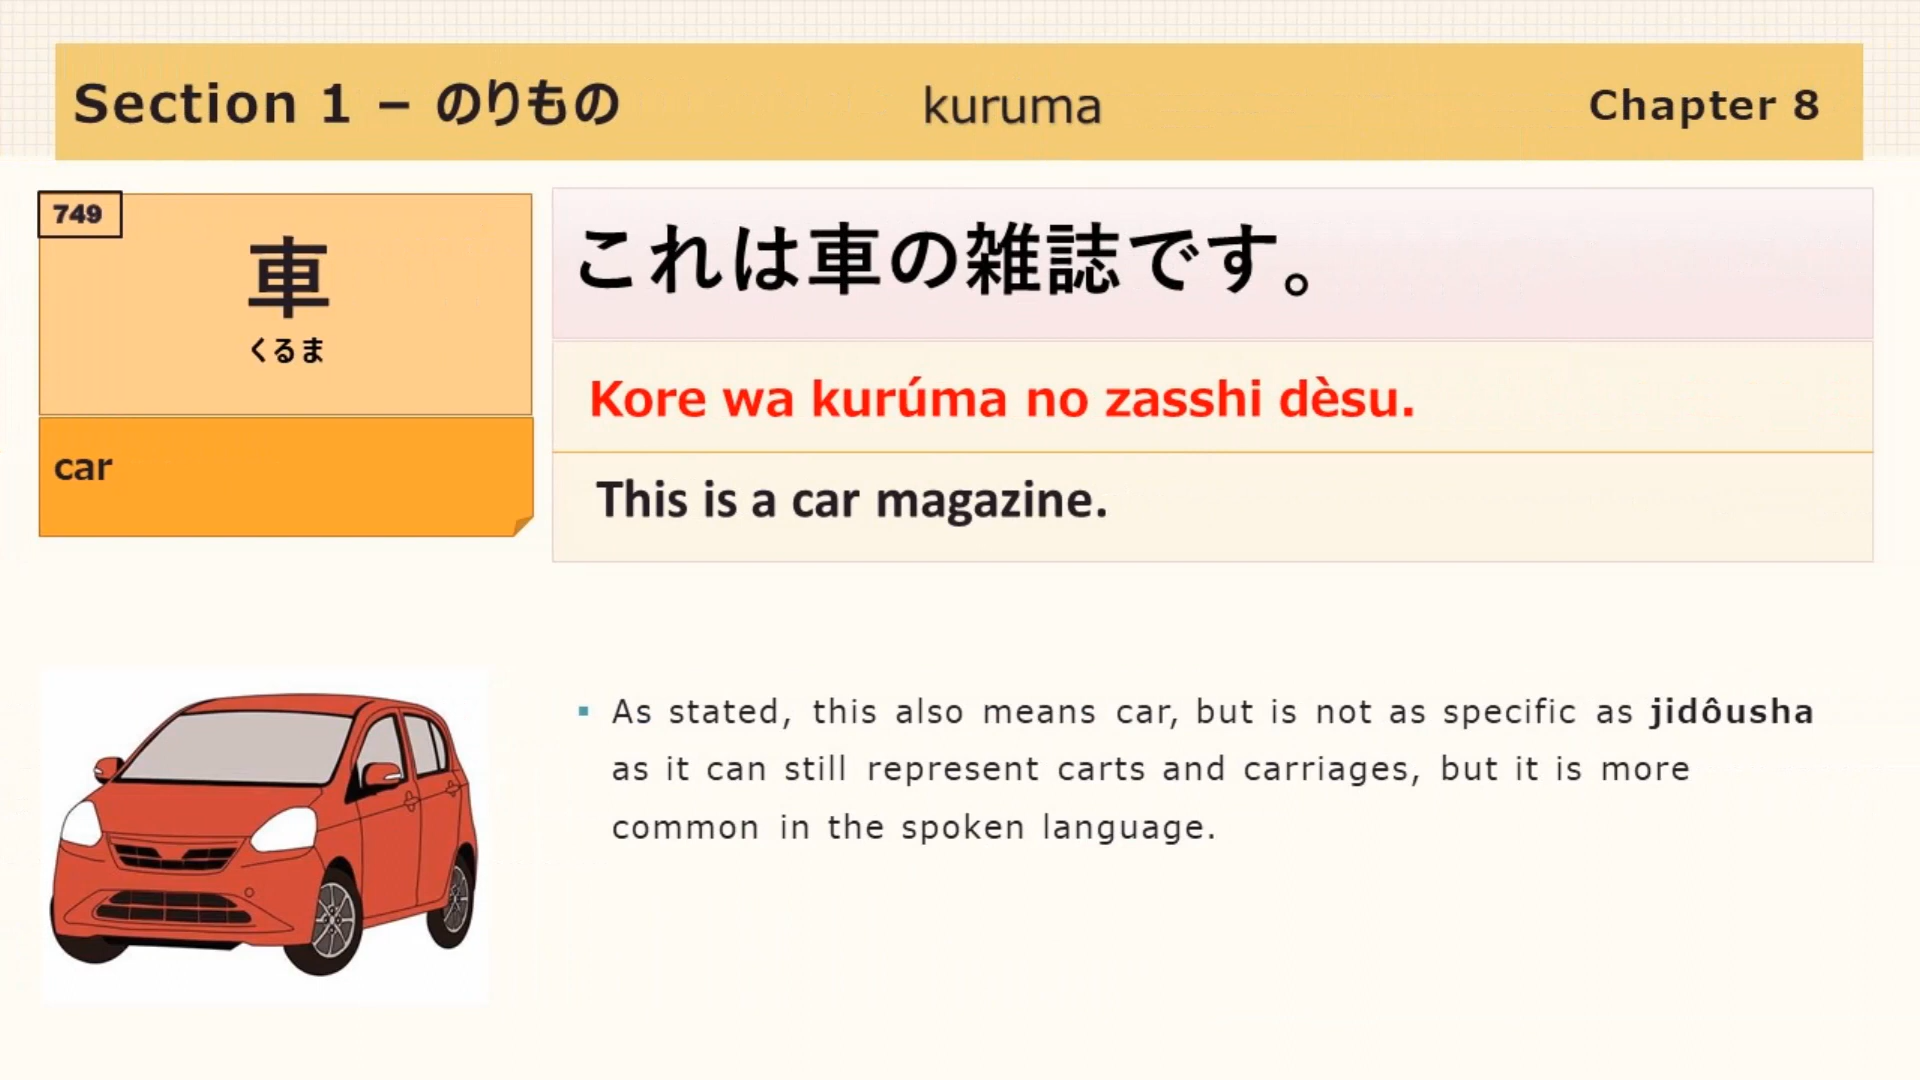 Section 1 – のりもの
kuruma
Chapter 8
749
車
くるま
car
これは車の雑誌です。
Kore wa kurúma no zasshi dèsu.
This is a car magazine.
▪ As stated, this also means car, but is not as specific as jidôusha
as it can still represent carts and carriages, but it is more
common in the spoken language.